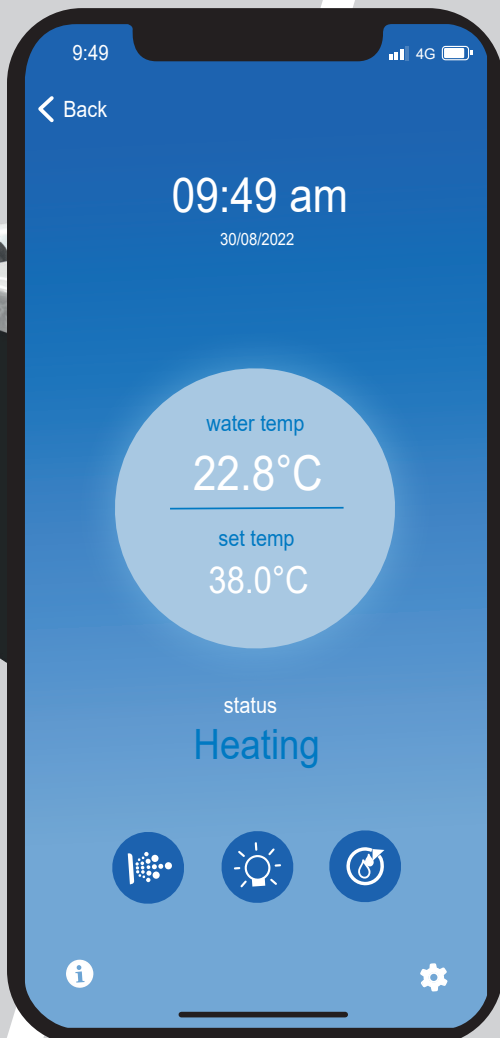 9:49
4G
Back
09:49 am
30/08/2022
water temp
22.8°C
set temp
38.0°C
status
Heating
i